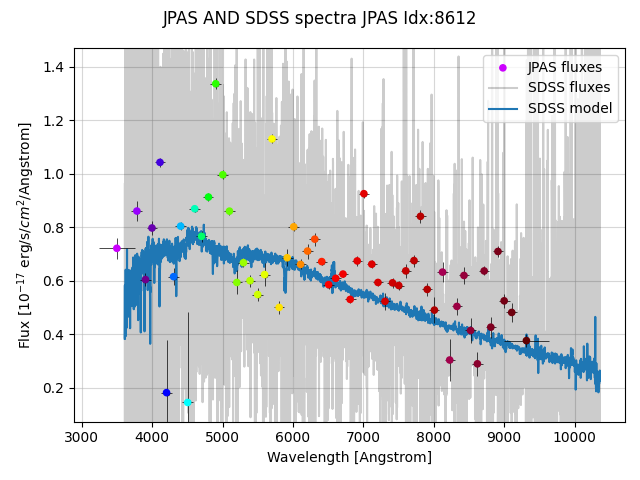 JPAS AND SDSS spectra JPAS Idx:8612
1.4
1.2
1.0
0.8
0.6
0.4
0.2
Flux [10⁻¹⁷ erg/s/cm²/Angstrom]
JPAS fluxes
SDSS fluxes
SDSS model
3000 4000 5000 6000 7000 8000 9000 10000
Wavelength [Angstrom]